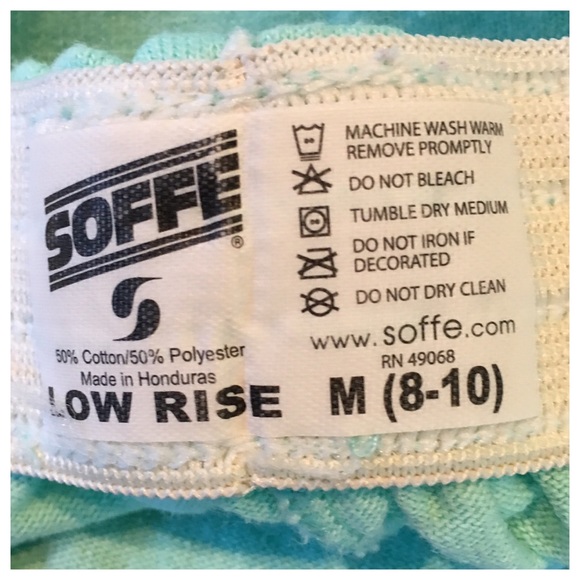 SOFFE®
50% Cotton/50% Polyester
Made in Honduras
LOW RISE
MACHINE WASH WARM
REMOVE PROMPTLY
DO NOT BLEACH
TUMBLE DRY MEDIUM
DO NOT IRON IF
DECORATED
DO NOT DRY CLEAN
www.soffe.com
RN 49068
M (8-10)